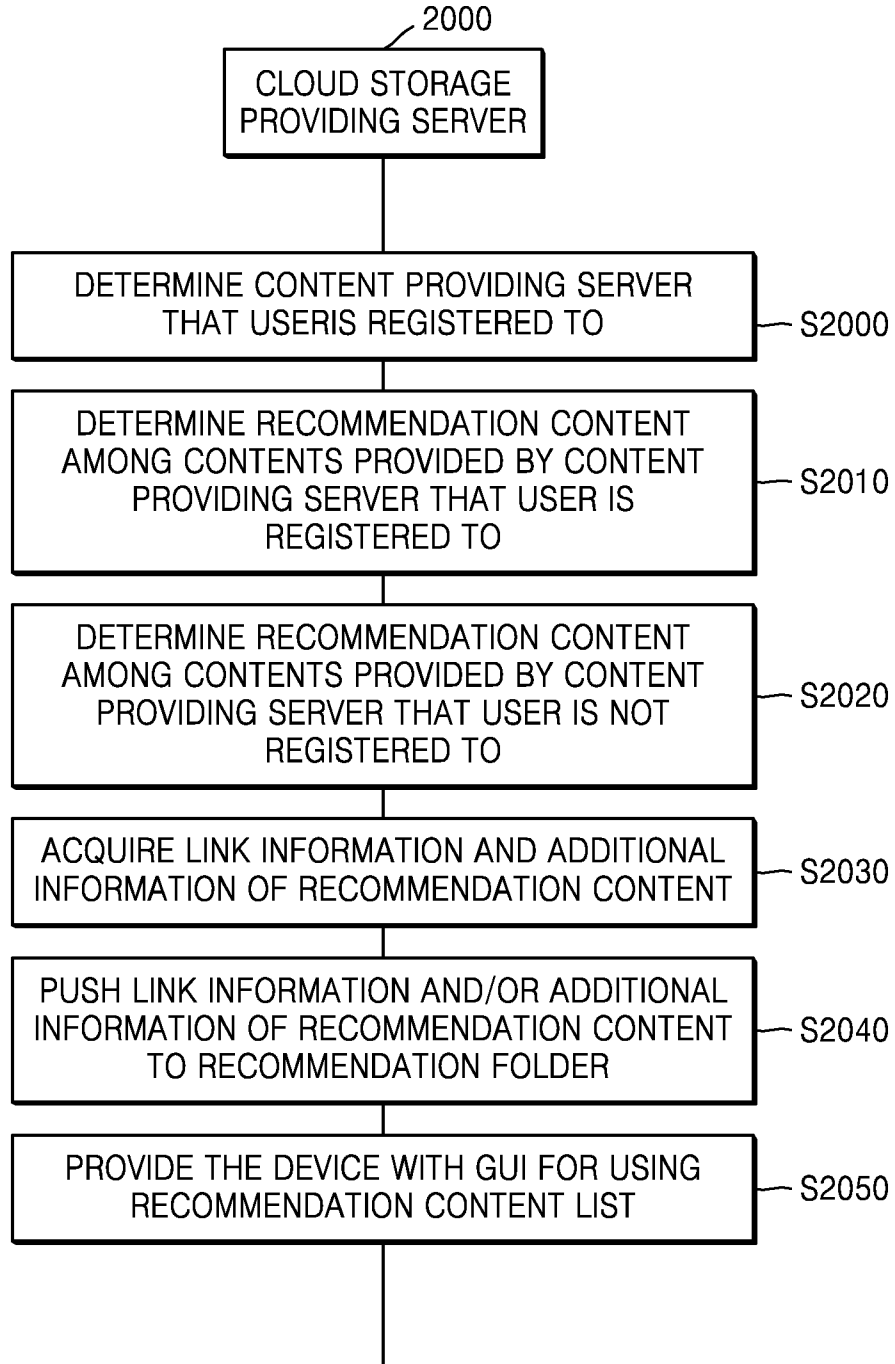 2000
CLOUD STORAGE
PROVIDING SERVER
DETERMINE CONTENT PROVIDING SERVER
THAT USERIS REGISTERED TO
S2000
DETERMINE RECOMMENDATION CONTENT
AMONG CONTENTS PROVIDED BY CONTENT
PROVIDING SERVER THAT USER IS
REGISTERED TO
S2010
DETERMINE RECOMMENDATION CONTENT
AMONG CONTENTS PROVIDED BY CONTENT
PROVIDING SERVER THAT USER IS NOT
REGISTERED TO
S2020
ACQUIRE LINK INFORMATION AND ADDITIONAL
INFORMATION OF RECOMMENDATION CONTENT
S2030
PUSH LINK INFORMATION AND/OR ADDITIONAL
INFORMATION OF RECOMMENDATION CONTENT
TO RECOMMENDATION FOLDER
S2040
PROVIDE THE DEVICE WITH GUI FOR USING
RECOMMENDATION CONTENT LIST
S2050